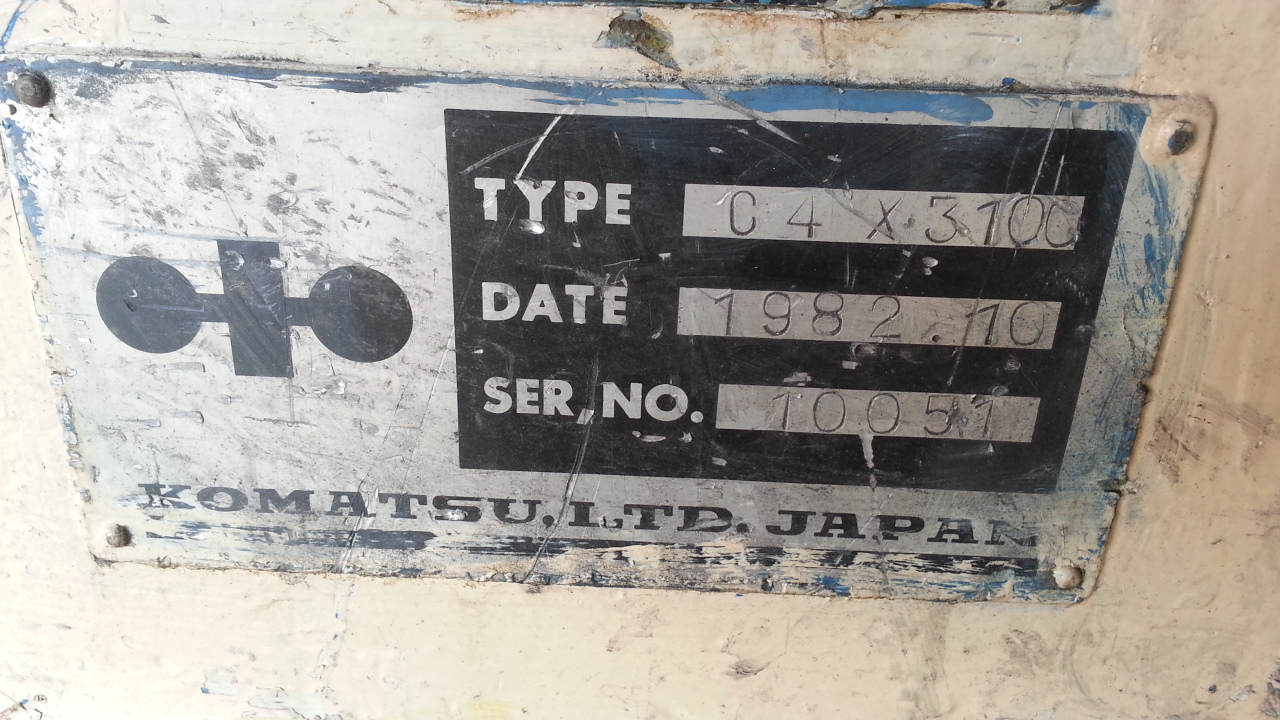 TYPE C4X3100
DATE 1982.10
SER, NO. 10051
KOMATSU. LTD. JAPAN